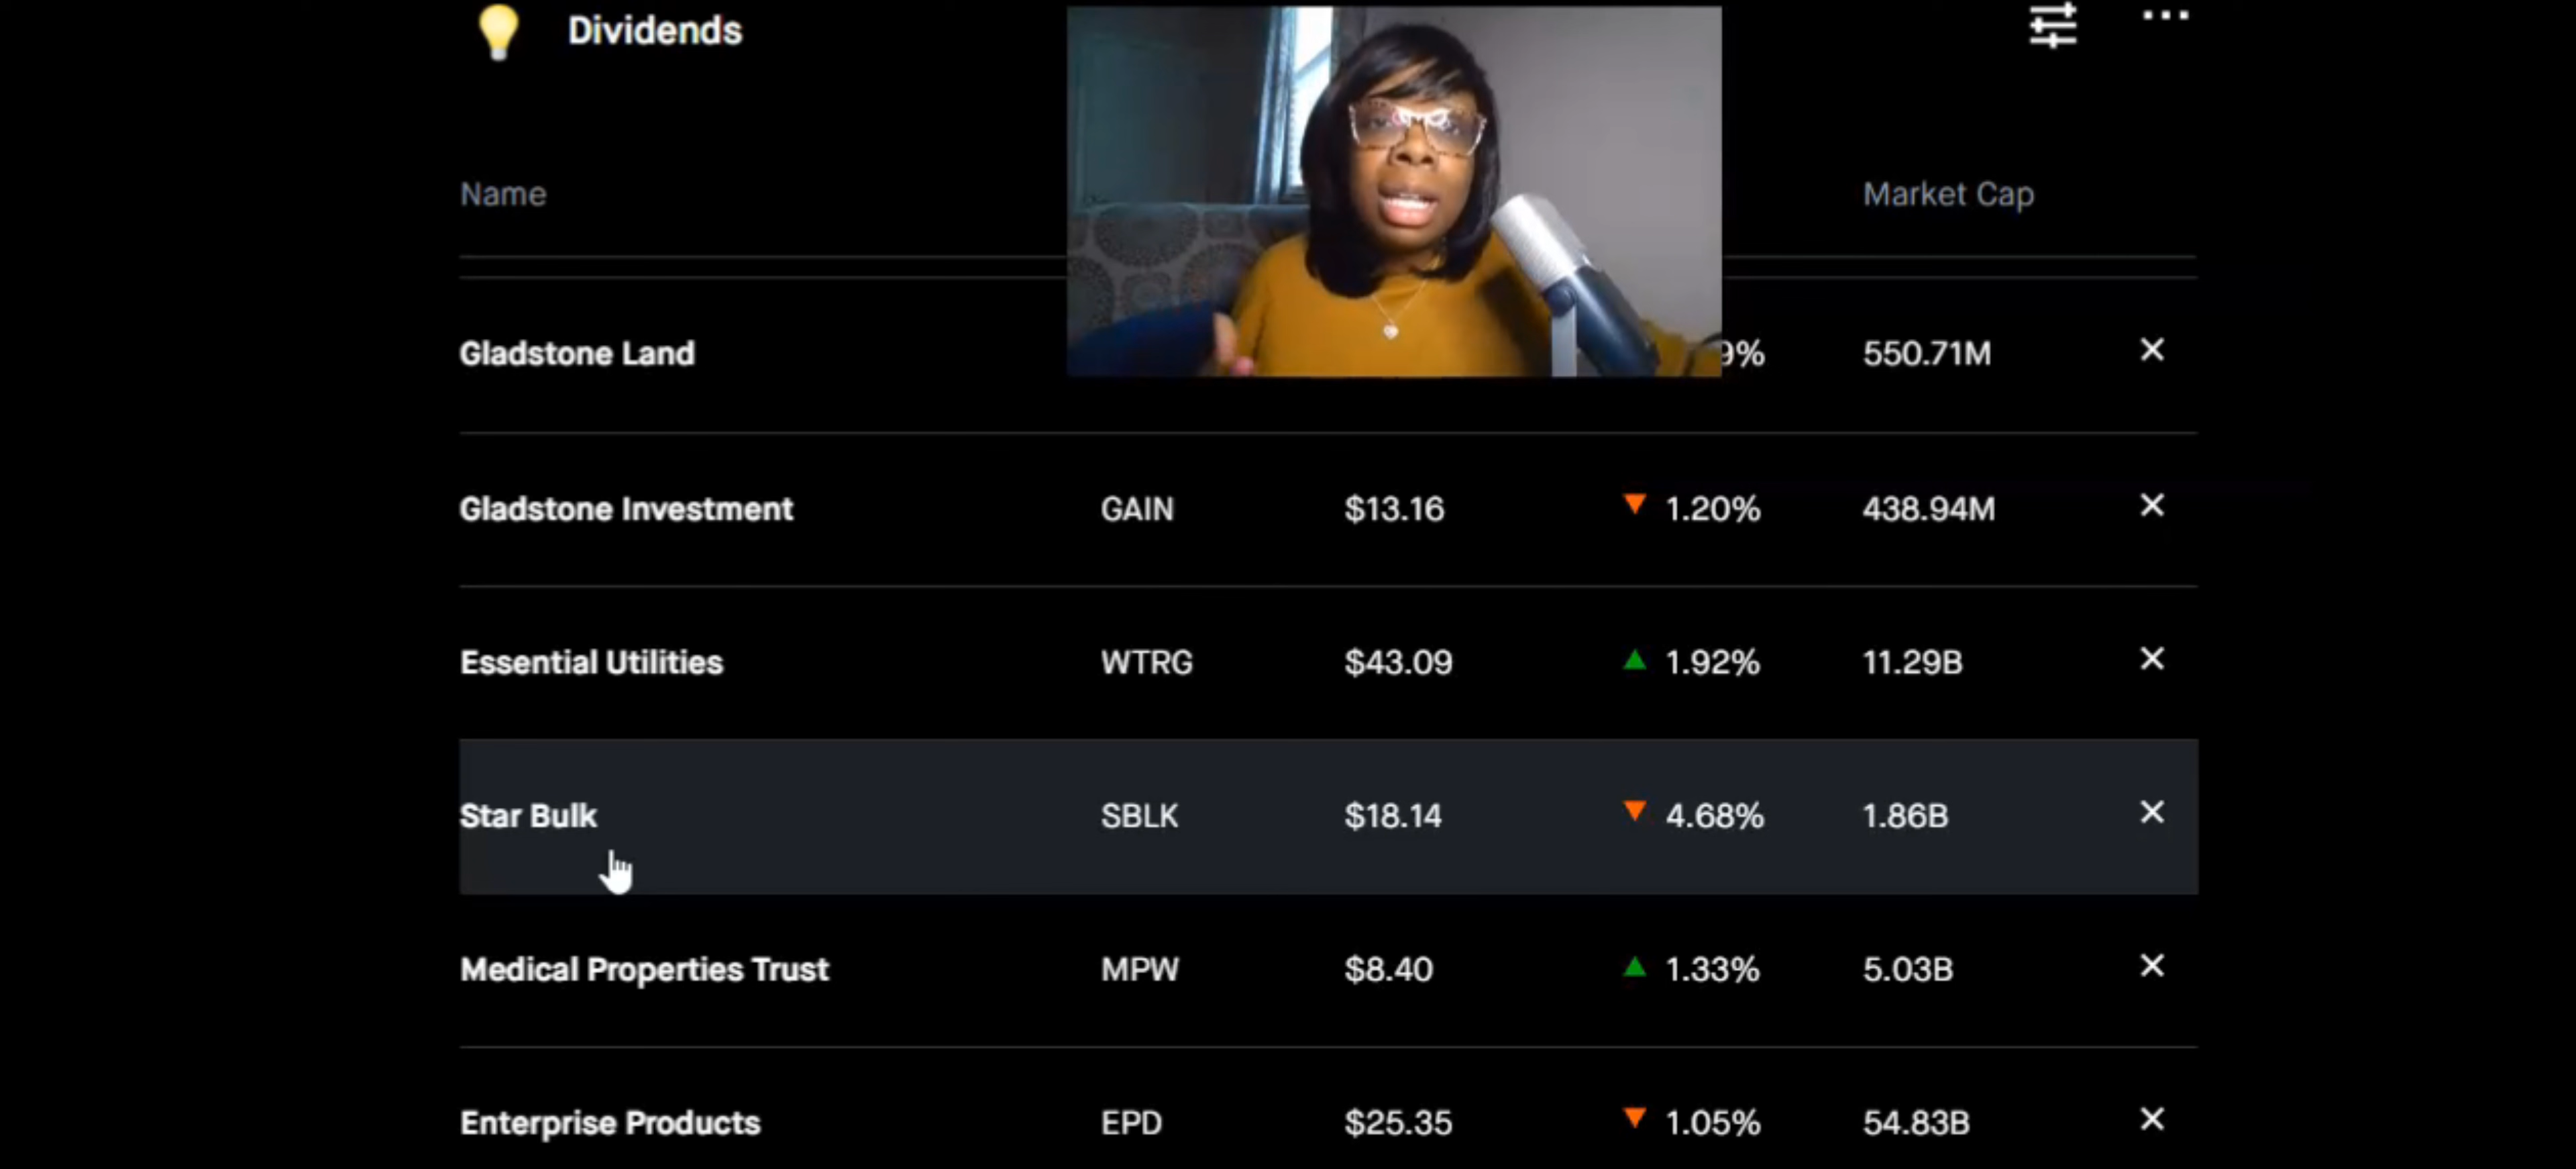 Dividends
Name Market Cap
Gladstone Land 9% 550.71M
Gladstone Investment GAIN $13.16 1.20% 438.94M
Essential Utilities WTRG $43.09 1.92% 11.29B
Star Bulk SBLK $18.14 4.68% 1.86B
Medical Properties Trust MPW $8.40 1.33% 5.03B
Enterprise Products EPD $25.35 1.05% 54.83B